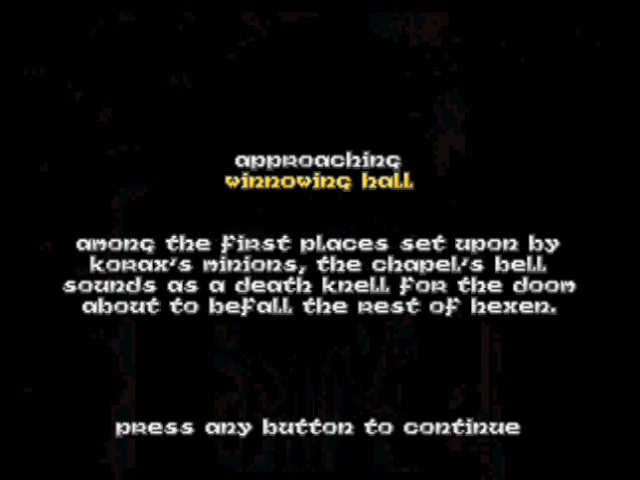 approaching
winnowing hall
among the first places set upon by
korax's minions, the chapel's bell
sounds as a death knell for the doom
about to befall the rest of hexen.
press any button to continue